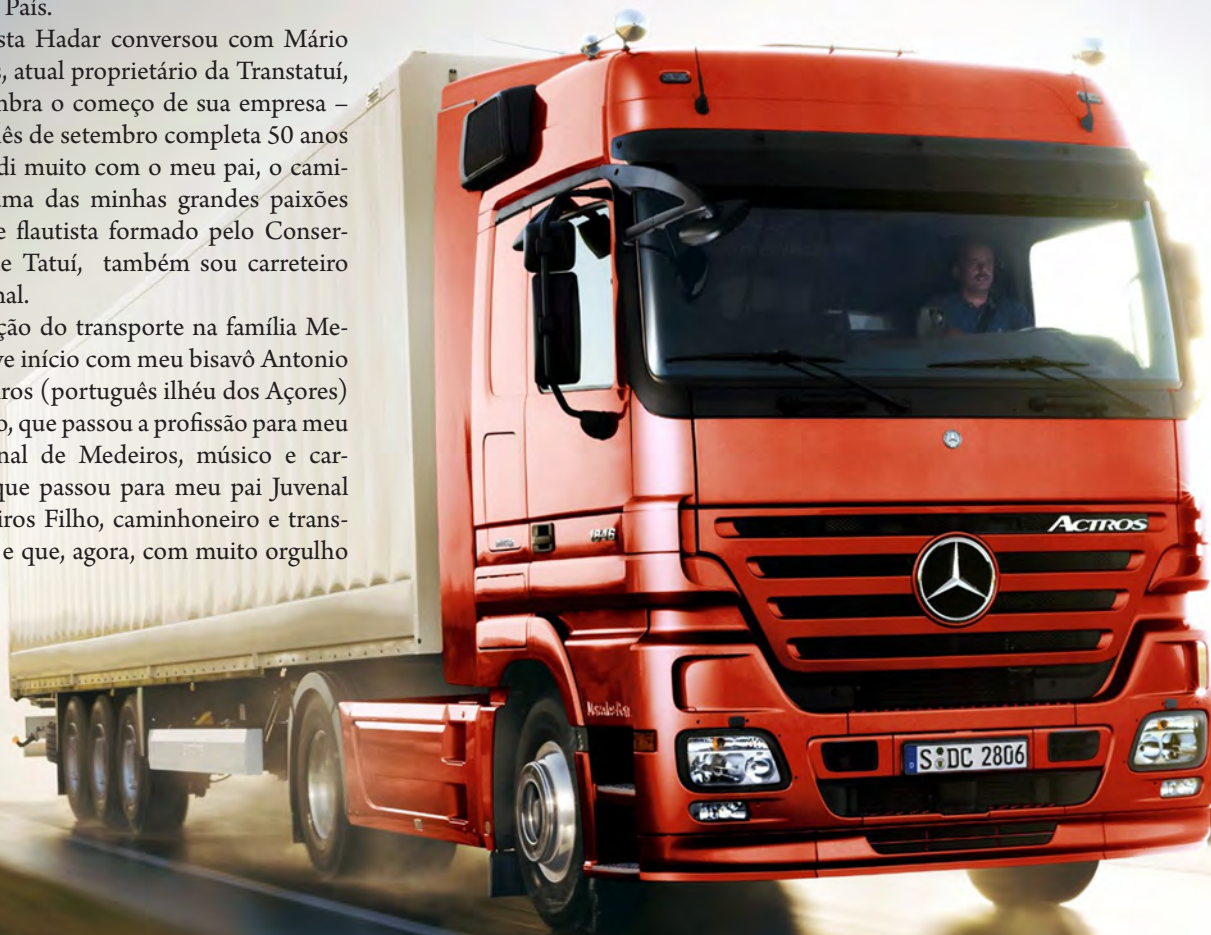 País.
sta Hadar conversou com Mário
, atual proprietário da Transtatuí,
mbra o começo de sua empresa –
ês de setembro completa 50 anos
di muito com o meu pai, o cami-
uma das minhas grandes paixões
e flautista formado pelo Conser-
e Tatuí, também sou carreteiro
nal.
ção do transporte na família Me-
ve início com meu bisavô Antonio
ros (português ilhéu dos Açores)
o, que passou a profissão para meu
nal de Medeiros, músico e car-
que passou para meu pai Juvenal
iros Filho, caminhoneiro e trans-
e que, agora, com muito orgulho
1846
ACTROS
S DC 2806